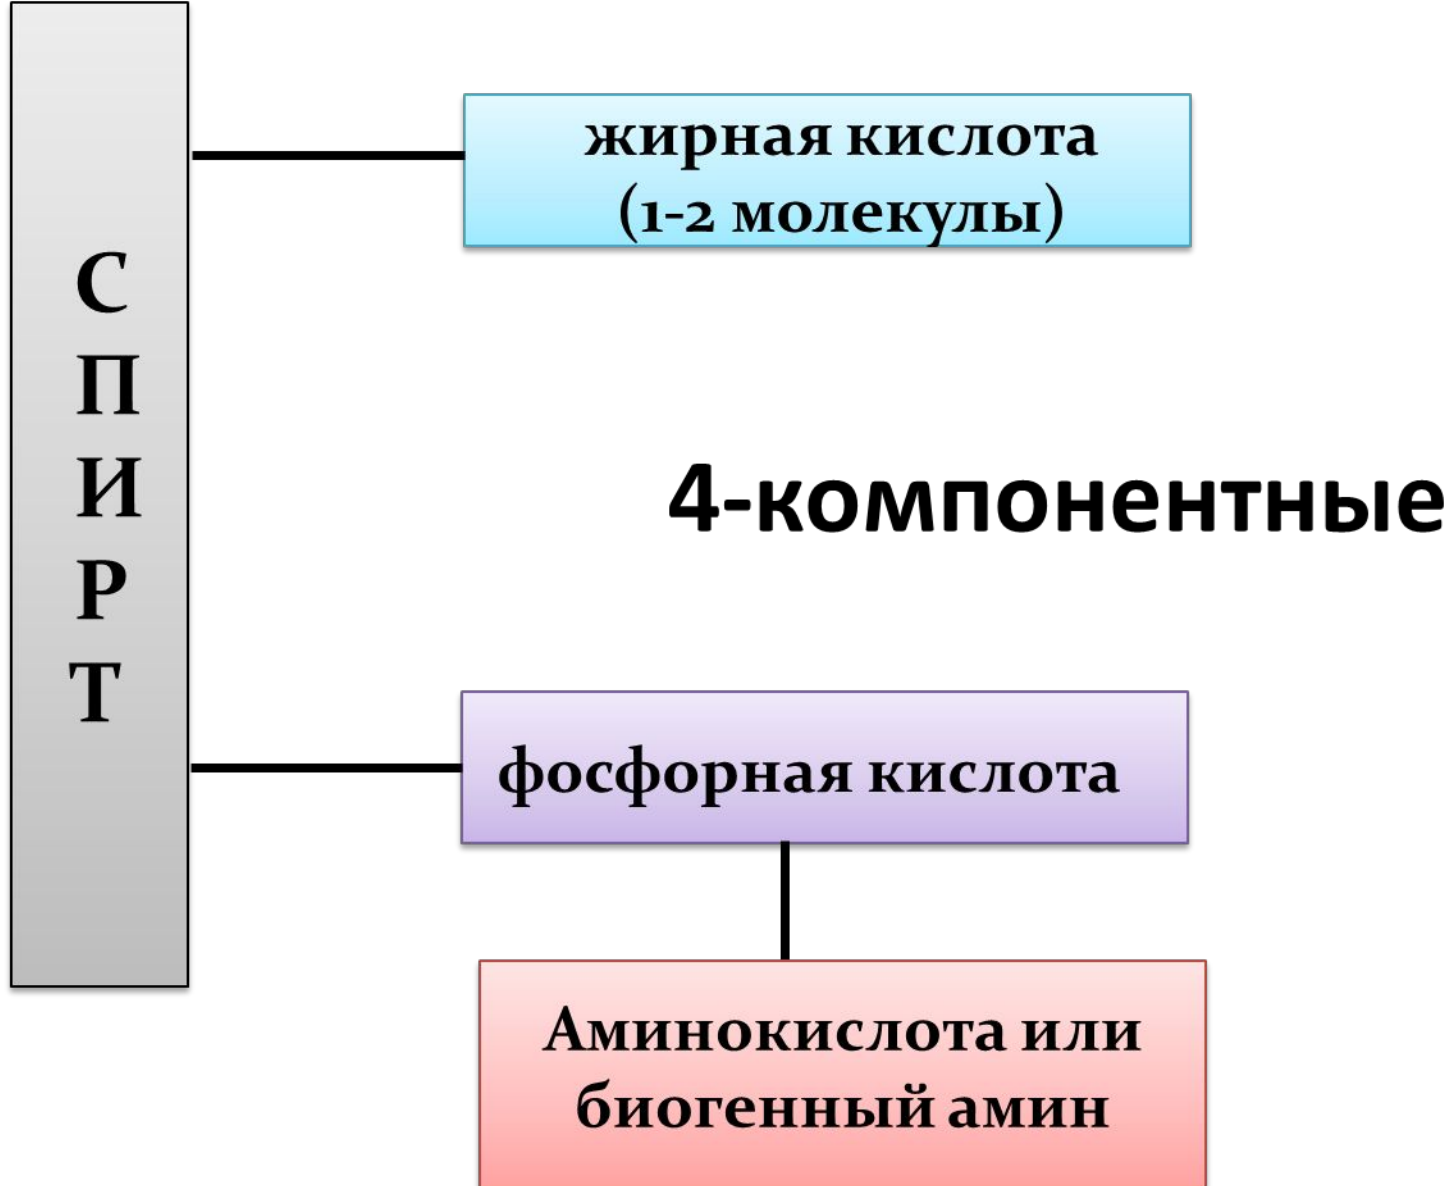 С
П
И
Р
Т
жирная кислота
(1-2 молекулы)
4-компонентные
фосфорная кислота
Аминокислота или
биогенный амин